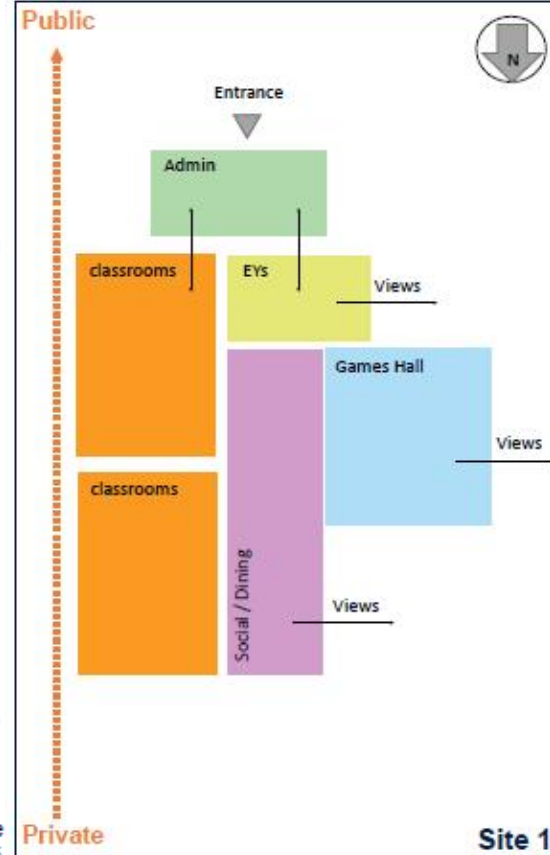 Public
N
Entrance
Admin
classrooms
EYs
Views
Games Hall
Views
classrooms
Social / Dining
Views
Private
Site 1